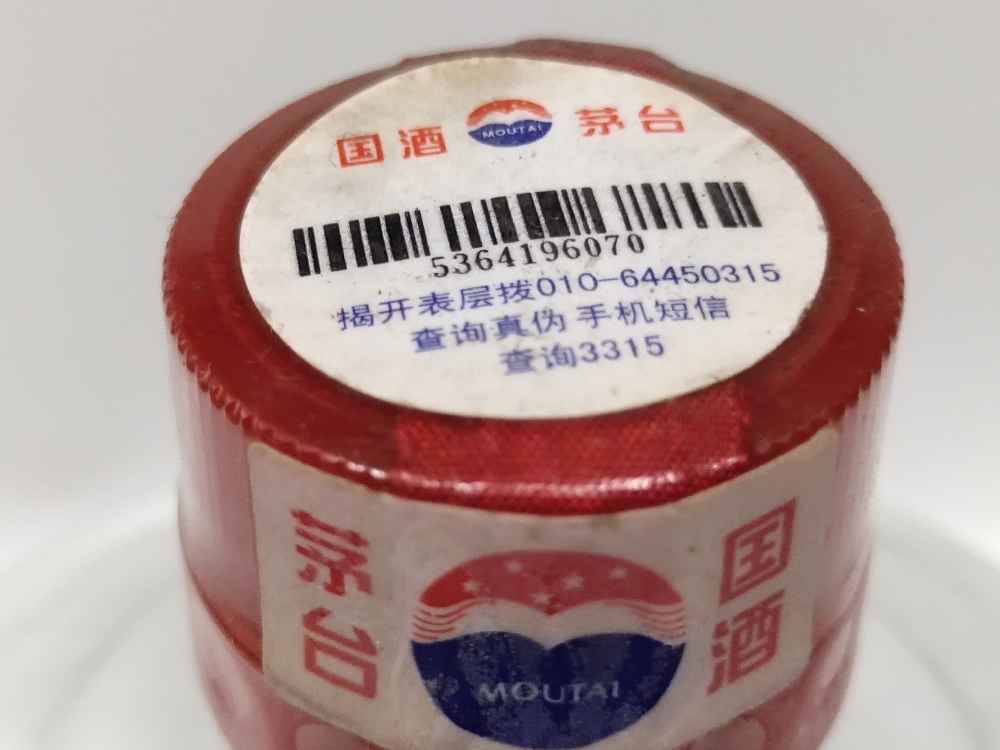 国酒 MOUTAI 茅台
5364196070
揭开表层拨010-64450315
查询真伪 手机短信
查询3315
茅台 MOUTAI 国酒